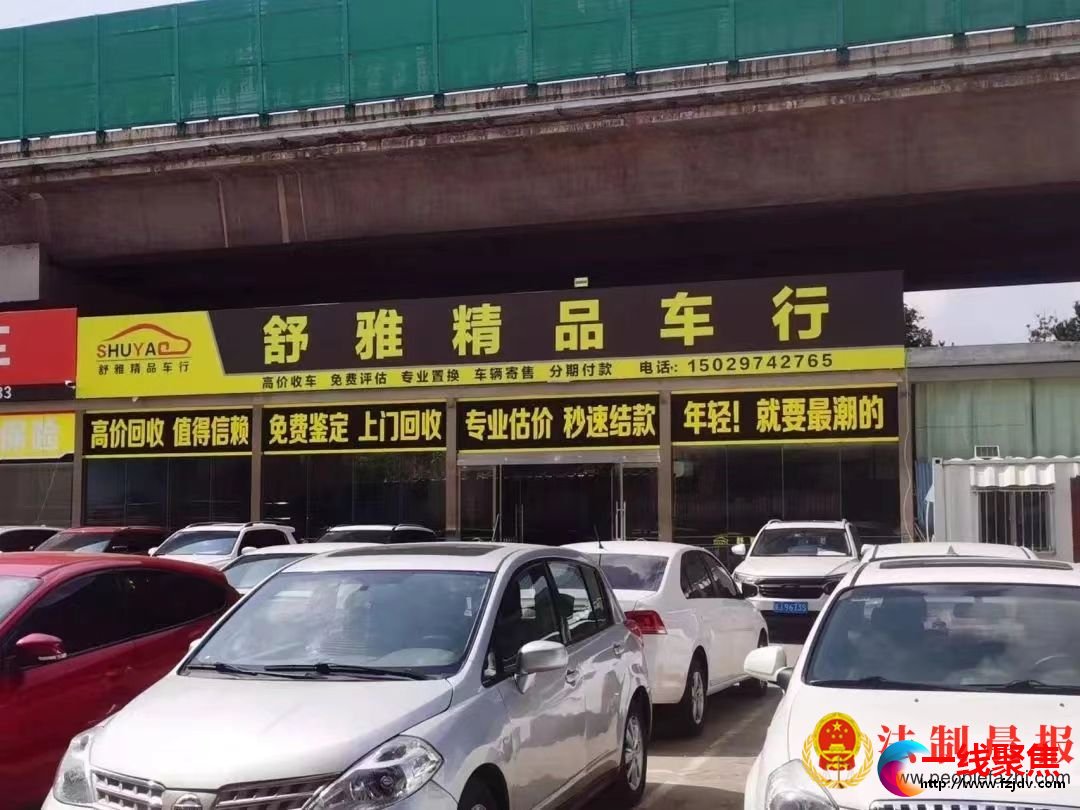 SHUYA
舒雅精品车行
舒雅精品车行
高价收车 免费评估 专业置换 车辆寄售 分期付款 电话: 15029742765
33
保险
高价回收 值得信赖
免费鉴定 上门回收
专业估价 秒速结款
年轻！就要最潮的
法制晨报
一线聚焦
www.peoplefazhi.com
http://www.fzjdv.com